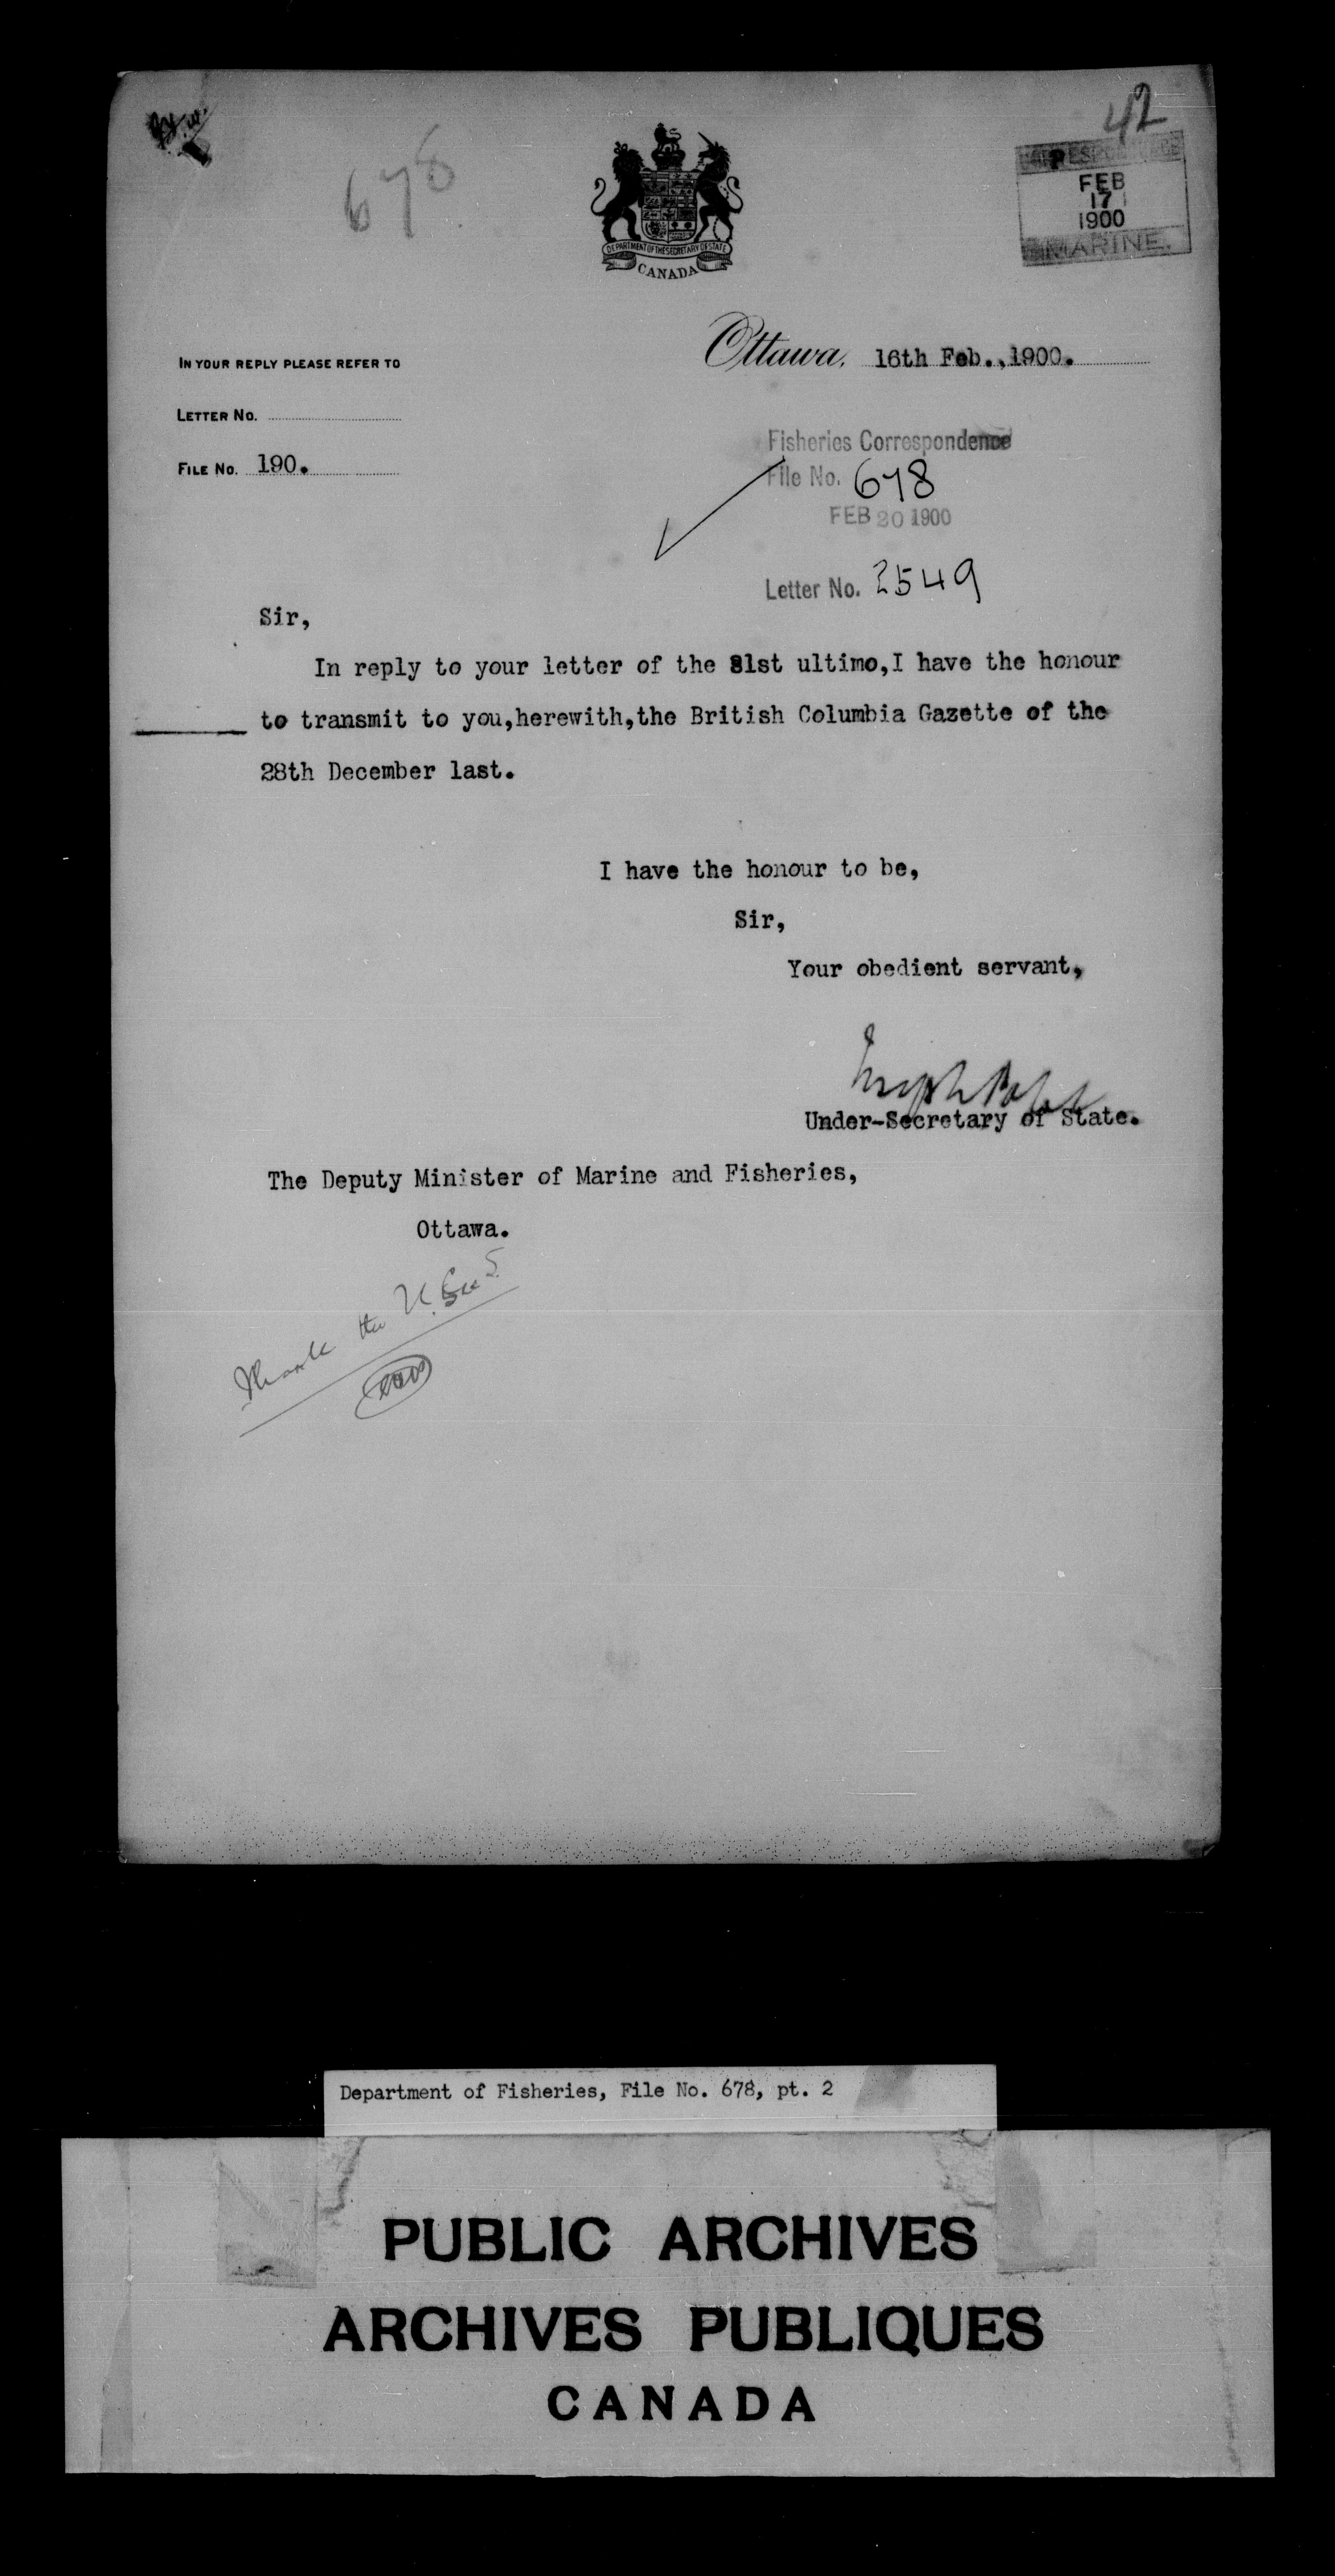 42
678
CORRESPONDENCE
FEB
17
1900
MARINE.
DEPARTMENT OF THE SECRETARY OF STATE
CANADA
Ottawa, 16th Feb.,1900.
IN YOUR REPLY PLEASE REFER TO
LETTER No.
FILE No. 190.
Fisheries Correspondence
File No. 678
FEB 20 1900
Letter No. 2549
Sir,
In reply to your letter of the 31st ultimo,I have the honour
to transmit to you,herewith,the British Columbia Gazette of the
28th December last.
I have the honour to be,
Sir,
Your obedient servant,
Joseph Pope
Under-Secretary of State.
The Deputy Minister of Marine and Fisheries,
Ottawa.
Thank the U. Sec S.
Department of Fisheries, File No. 678, pt. 2
PUBLIC ARCHIVES
ARCHIVES PUBLIQUES
CANADA